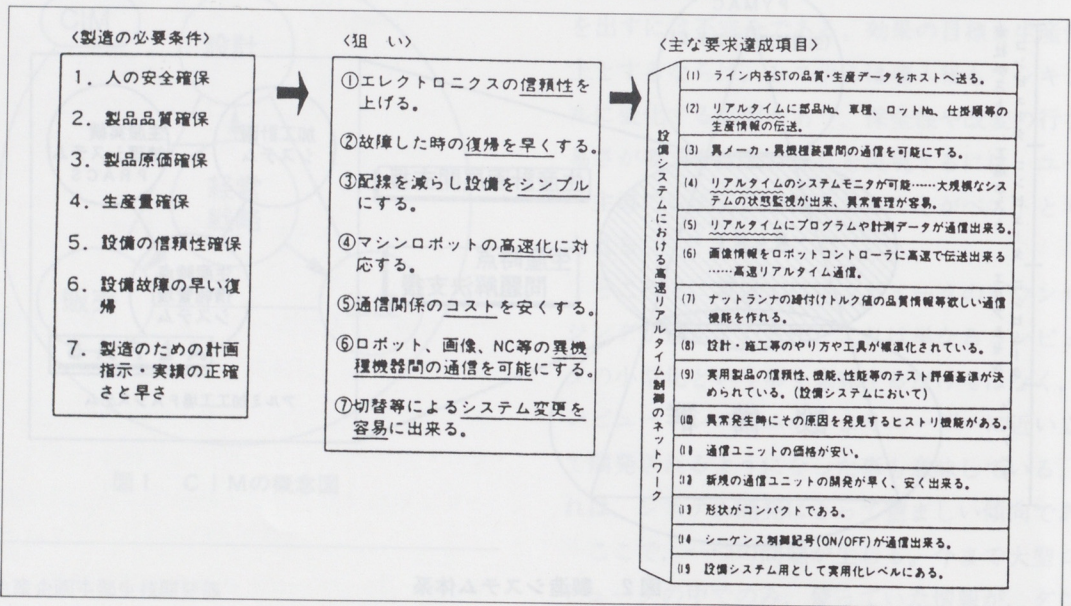 〈製造の必要条件〉
1. 人の安全確保
2. 製品品質確保
3. 製品原価確保
4. 生産量確保
5. 設備の信頼性確保
6. 設備故障の早い復
帰
7. 製造のための計画
指示・実績の正確
さと早さ
〈狙 い〉
①エレクトロニクスの信頼性を
上げる。
②故障した時の復帰を早くする。
③配線を減らし設備をシンプル
にする。
④マシンロボットの高速化に対
応する。
⑤通信関係のコストを安くする。
⑥ロボット、画像、NC等の異機
種機器間の通信を可能にする。
⑦切替等によるシステム変更を
容易に出来る。
〈主な要求達成項目〉
設備システムにおける高速リアルタイム制御のネットワーク
(1) ライン内各STの品質・生産データをホストへ送る。
(2) リアルタイムに部品No、車種、ロットNo、仕掛順等の
生産情報の伝送。
(3) 異メーカ・異機種装置間の通信を可能にする。
(4) リアルタイムのシステムモニタが可能……大規模なシス
テムの状態監視が出来、異常管理が容易。
(5) リアルタイムにプログラムや計測データが通信出来る。
(6) 画像情報をロボットコントローラに高速で伝送出来る
……高速リアルタイム通信。
(7) ナットランナの締付けトルク値の品質情報等欲しい通信
機能を作れる。
(8) 設計・施工等のやり方や工具が標準化されている。
(9) 実用製品の信頼性、機能、性能等のテスト評価基準が決
められている。(設備システムにおいて)
(10 異常発生時にその原因を発見するヒストリ機能がある。
(11 通信ユニットの価格が安い。
(12 新規の通信ユニットの開発が早く、安く出来る。
(13 形状がコンパクトである。
(14 シーケンス制御記号(ON/OFF)が通信出来る。
(15 設備システム用として実用化レベルにある。